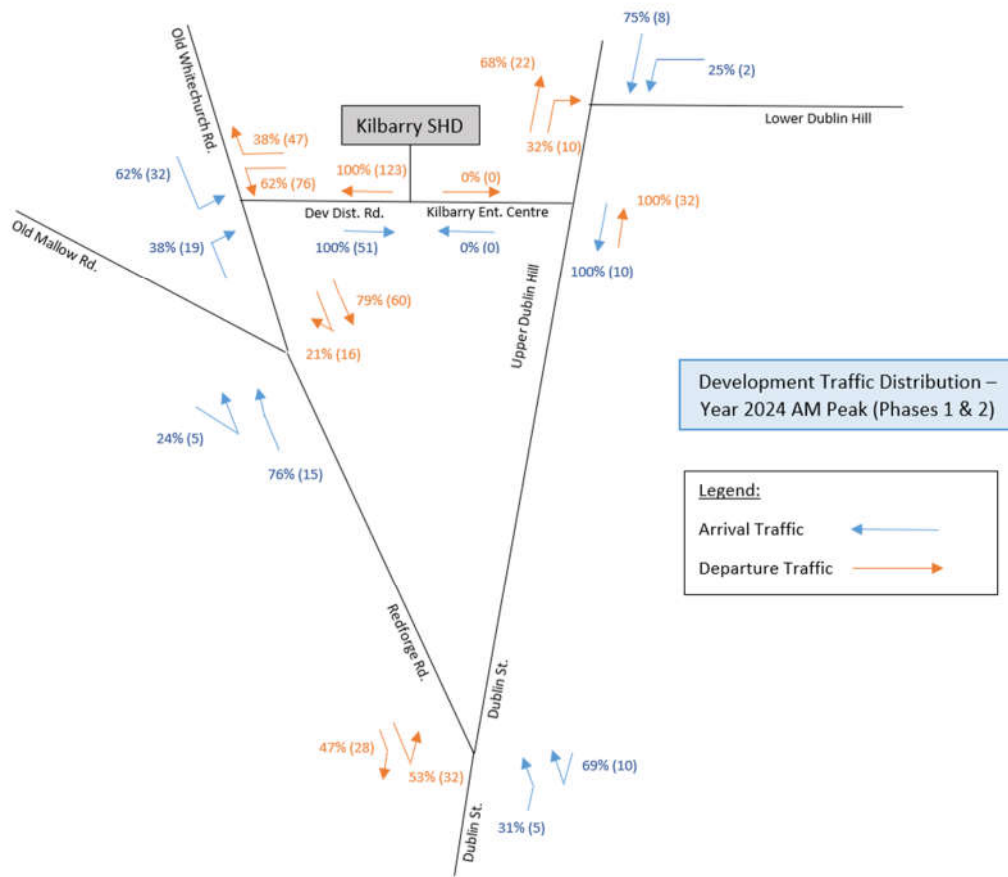 75% (8)
Old Whitechurch Rd.
68% (22)
25% (2)
Lower Dublin Hill
Kilbarry SHD
32% (10)
38% (47)
100% (123)
0% (0)
62% (32)
62% (76)
100% (32)
Dev Dist. Rd.
Kilbarry Ent. Centre
Old Mallow Rd.
38% (19)
100% (51)
0% (0)
100% (10)
79% (60)
Upper Dublin Hill
21% (16)
Development Traffic Distribution –
Year 2024 AM Peak (Phases 1 & 2)
24% (5)
76% (15)
Legend:
Arrival Traffic
Departure Traffic
Redforge Rd.
Dublin St.
47% (28)
53% (32)
69% (10)
31% (5)
Dublin St.